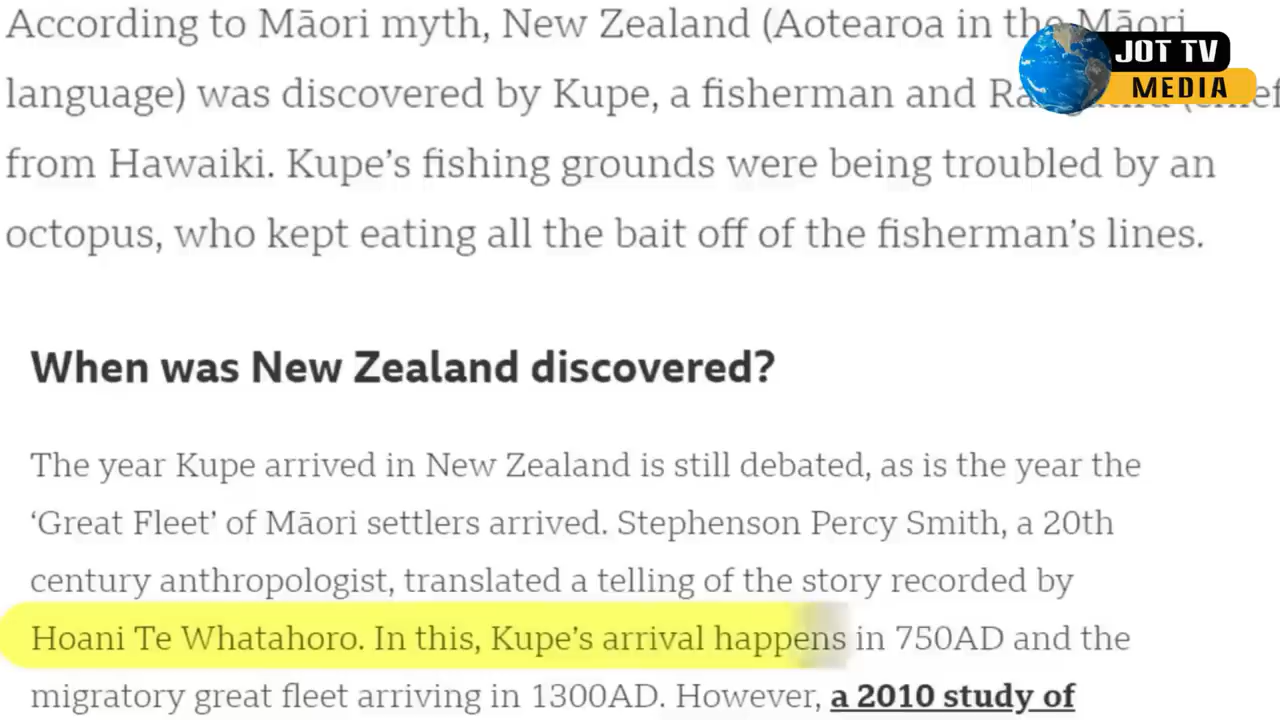 According to Māori myth, New Zealand (Aotearoa in the Māori
JOT TV
MEDIA
language) was discovered by Kupe, a fisherman and
from Hawaiki. Kupe's fishing grounds were being troubled by an
octopus, who kept eating all the bait off of the fisherman's lines.
When was New Zealand discovered?
The year Kupe arrived in New Zealand is still debated, as is the year the
‘Great Fleet’ of Māori settlers arrived. Stephenson Percy Smith, a 20th
century anthropologist, translated a telling of the story recorded by
Hoani Te Whatahoro. In this, Kupe's arrival happens in 750AD and the
migratory great fleet arriving in 1300AD. However, a 2010 study of